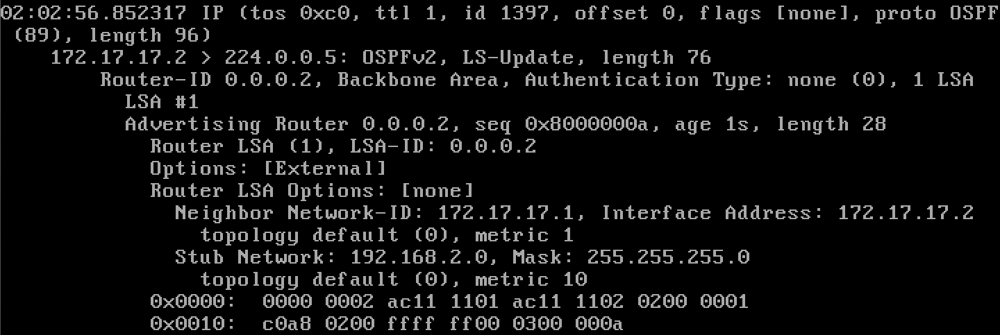 02:02:56.852317 IP (tos 0xc0, ttl 1, id 1397, offset 0, flags [none], proto OSPF
(89), length 96)
172.17.17.2 > 224.0.0.5: OSPFv2, LS-Update, length 76
Router-ID 0.0.0.2, Backbone Area, Authentication Type: none (0), 1 LSA
LSA #1
Advertising Router 0.0.0.2, seq 0x8000000a, age 1s, length 28
Router LSA (1), LSA-ID: 0.0.0.2
Options: [External]
Router LSA Options: [none]
Neighbor Network-ID: 172.17.17.1, Interface Address: 172.17.17.2
topology default (0), metric 1
Stub Network: 192.168.2.0, Mask: 255.255.255.0
topology default (0), metric 10
0x0000:  0000 0002 ac11 1101 ac11 1102 0200 0001
0x0010:  c0a8 0200 ffff ff00 0300 000a